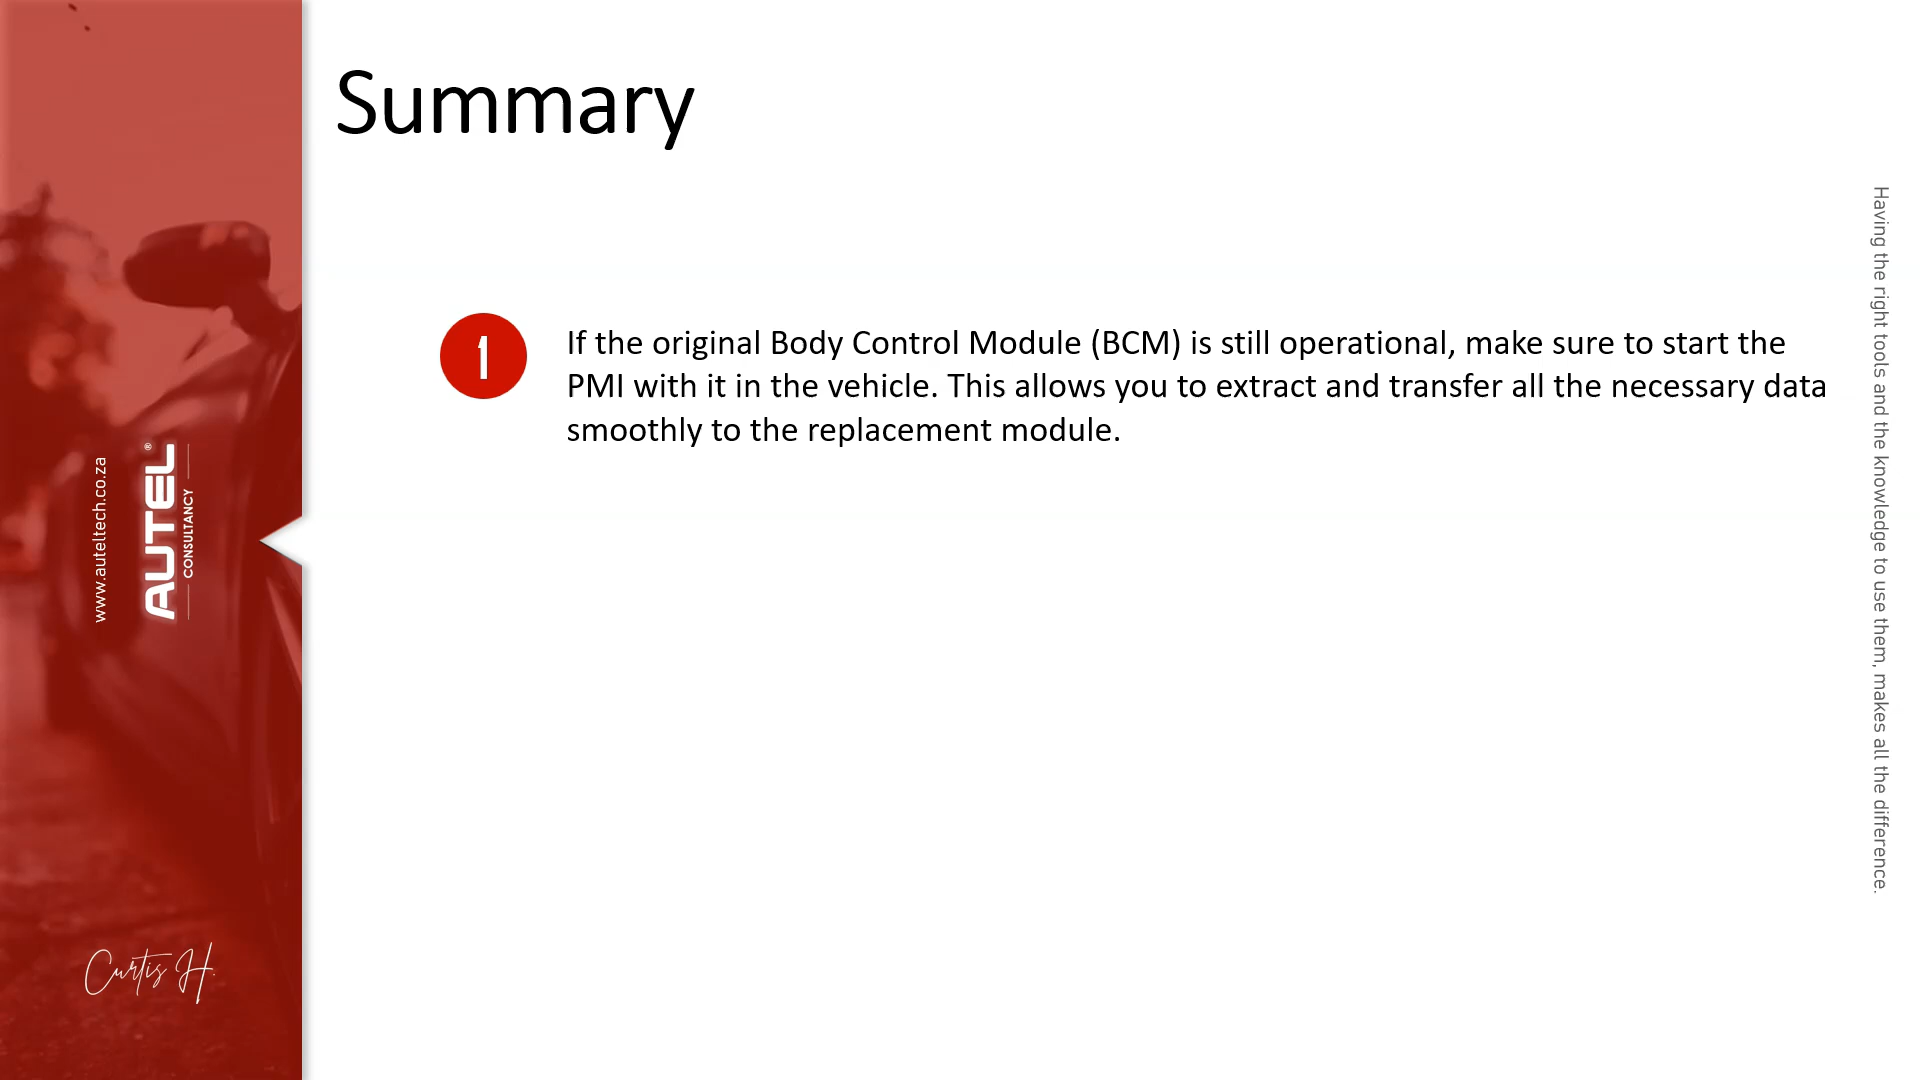 Summary
1
If the original Body Control Module (BCM) is still operational, make sure to start the
PMI with it in the vehicle. This allows you to extract and transfer all the necessary data
smoothly to the replacement module.
www.auteltech.co.za
AUTEL®
CONSULTANCY
Curtis H.
Having the right tools and the knowledge to use them, makes all the difference.